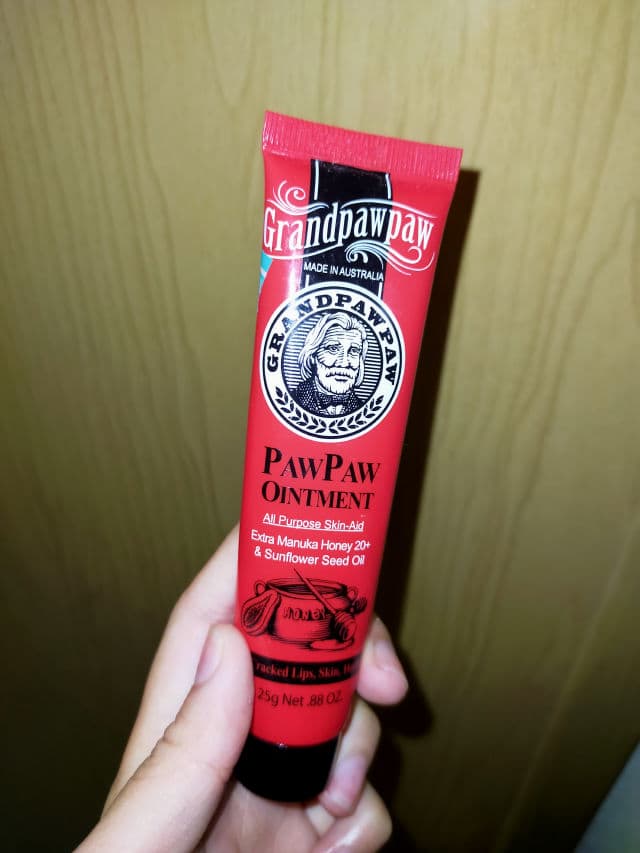 Grandpawpaw
MADE IN AUSTRALIA
GRANDPAWPAW
PAWPAW
OINTMENT
All Purpose Skin-Aid
Extra Manuka Honey 20+
& Sunflower Seed Oil
HONEY
racked Lips, Skin,
25g Net .88 OZ.